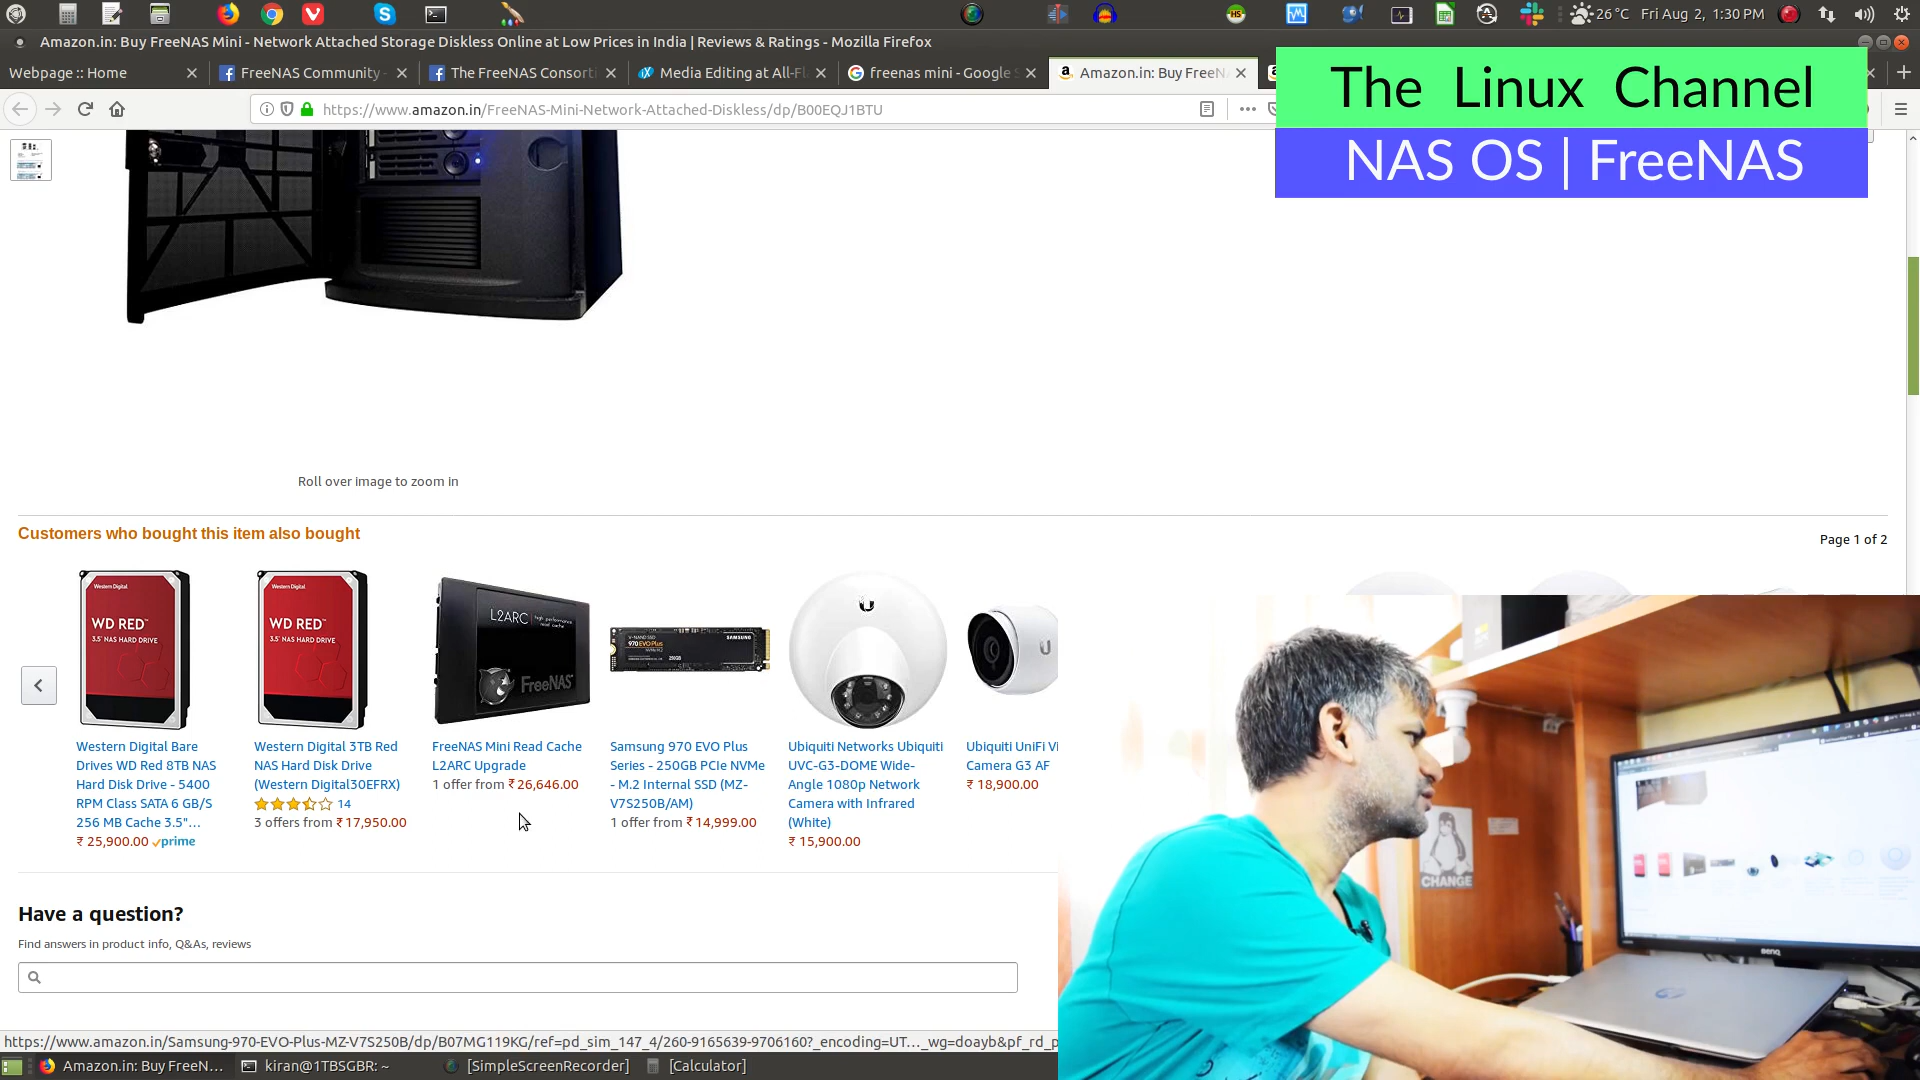 26°C Fri Aug 2, 1:30 PM
Amazon.in: Buy FreeNAS Mini - Network Attached Storage Diskless Online at Low Prices in India | Reviews & Ratings - Mozilla Firefox
Webpage :: Home
FreeNAS Community -
The FreeNAS Consorti
Media Editing at All-Fl
freenas mini - Google S
Amazon.in: Buy FreeN
https://www.amazon.in/FreeNAS-Mini-Network-Attached-Diskless/dp/B00EQJ1BTU
The Linux Channel
NAS OS | FreeNAS
Roll over image to zoom in
Customers who bought this item also bought
Page 1 of 2
Western Digital
WD RED
3.5" NAS HARD DRIVE
Western Digital
WD RED
3.5" NAS HARD DRIVE
L2ARC
FreeNAS
970 EVO Plus
SAMSUNG
Western Digital Bare
Drives WD Red 8TB NAS
Hard Disk Drive - 5400
RPM Class SATA 6 GB/S
256 MB Cache 3.5"...
₹ 25,900.00 prime
Western Digital 3TB Red
NAS Hard Disk Drive
(Western Digital30EFRX)
14
3 offers from ₹ 17,950.00
FreeNAS Mini Read Cache
L2ARC Upgrade
1 offer from ₹ 26,646.00
Samsung 970 EVO Plus
Series - 250GB PCIe NVMe
- M.2 Internal SSD (MZ-
V7S250B/AM)
1 offer from ₹ 14,999.00
Ubiquiti Networks Ubiquiti
UVC-G3-DOME Wide-
Angle 1080p Network
Camera with Infrared
(White)
₹ 15,900.00
Ubiquiti UniFi Vi
Camera G3 AF
₹ 18,900.00
CHANGE
BenQ
Have a question?
Find answers in product info, Q&As, reviews
https://www.amazon.in/Samsung-970-EVO-Plus-MZ-V7S250B/dp/B07MG119KG/ref=pd_sim_147_4/260-9165639-9706160?_encoding=UT..._wg=doayb&pf_rd_p
Amazon.in: Buy FreeN...
kiran@1TBSGBR: ~
[SimpleScreenRecorder]
[Calculator]